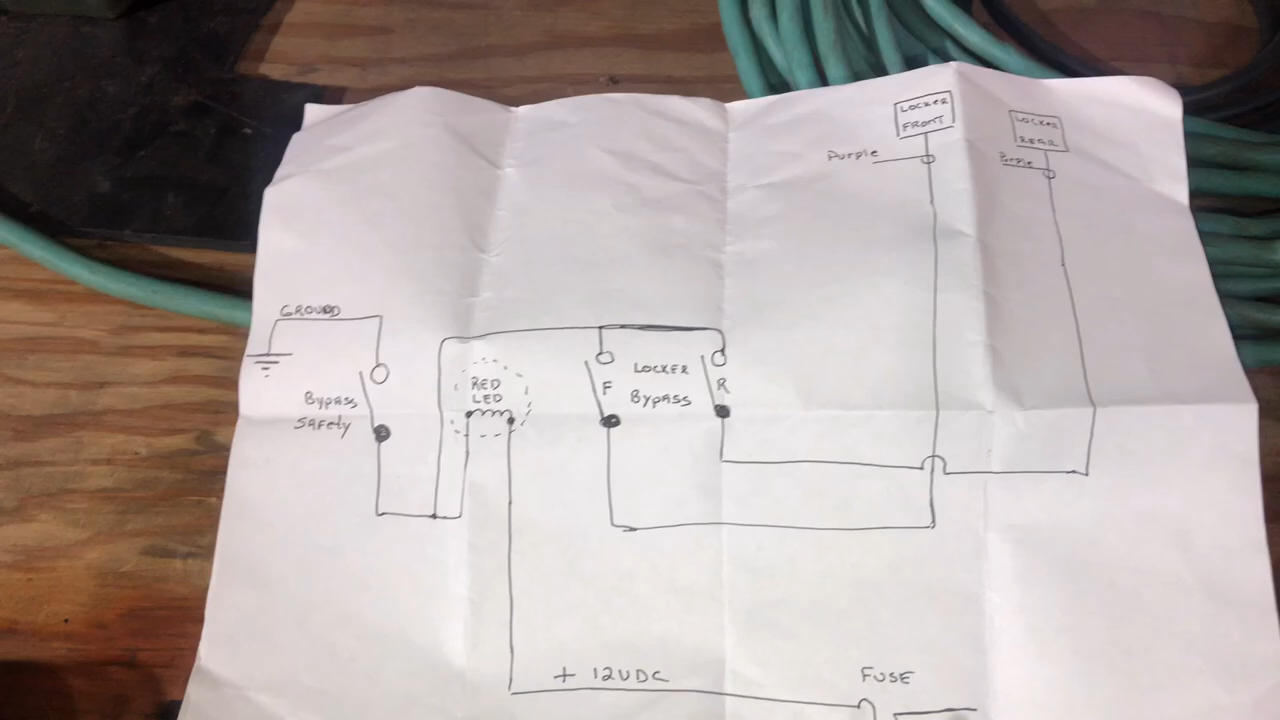 LOCKER
FRONT
LOCKER
REAR
Purple
Purple
GROUND
BYPASS
SAFety
RED
LED
F
LOCKER
BYPASS
R
+ 12VDC
FUSE